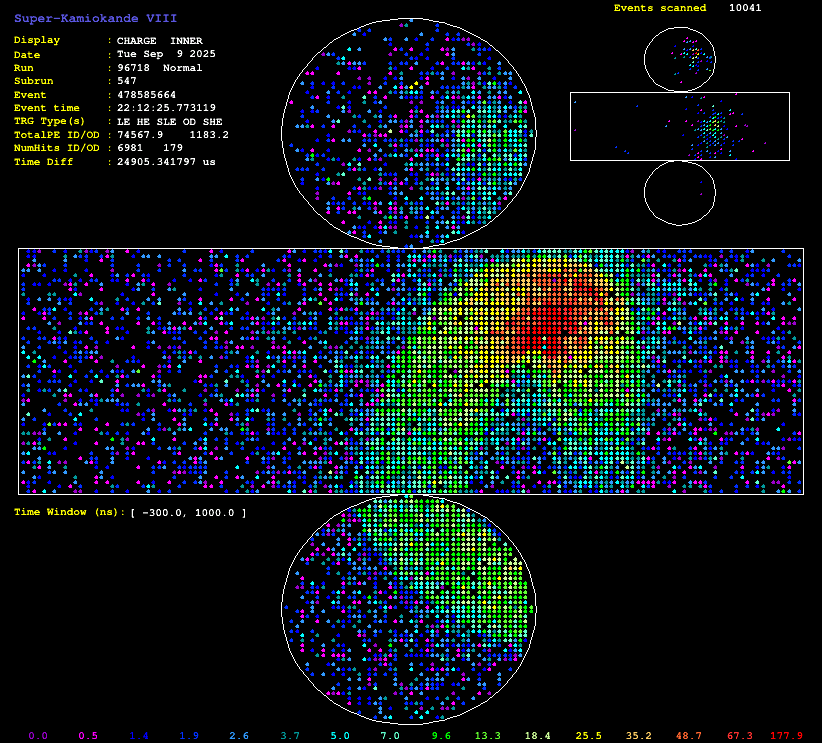 Super-Kamiokande VIII
Events scanned 10041
Display : CHARGE INNER
Date : Tue Sep 9 2025
Run : 96718 Normal
Subrun : 547
Event : 478585664
Event time : 22:12:25.773119
TRG Type(s) : LE HE SLE OD SHE
TotalPE ID/OD : 74567.9 1183.2
NumHits ID/OD : 6981 179
Time Diff : 24905.341797 us
Time Window (ns): [ -300.0, 1000.0 ]
0.0 0.5 1.4 1.9 2.6 3.7 5.0 7.0 9.6 13.3 18.4 25.5 35.2 48.7 67.3 177.9